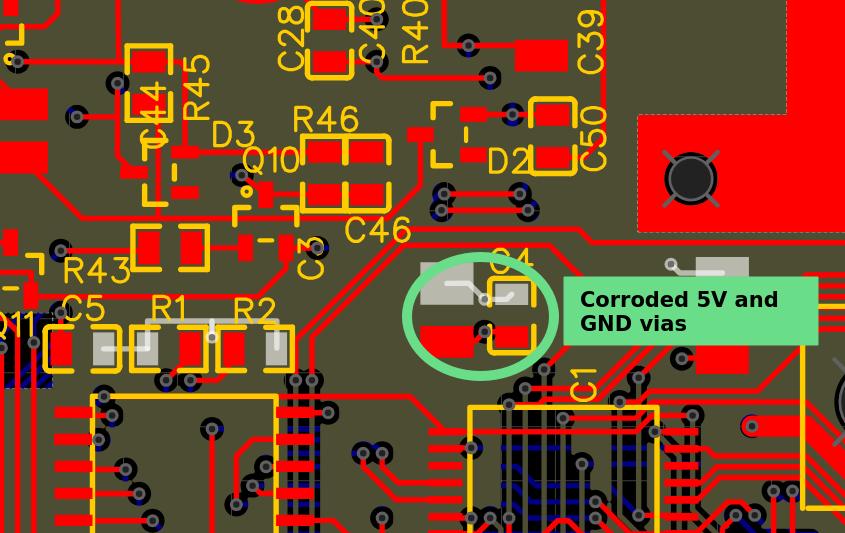 C28
C40
R40
C39
R45
C44
D3
R46
C50
Q10
D2
C46
C3
R43
C4
C5
R1
R2
Q11
Corroded 5V and
GND vias
C1